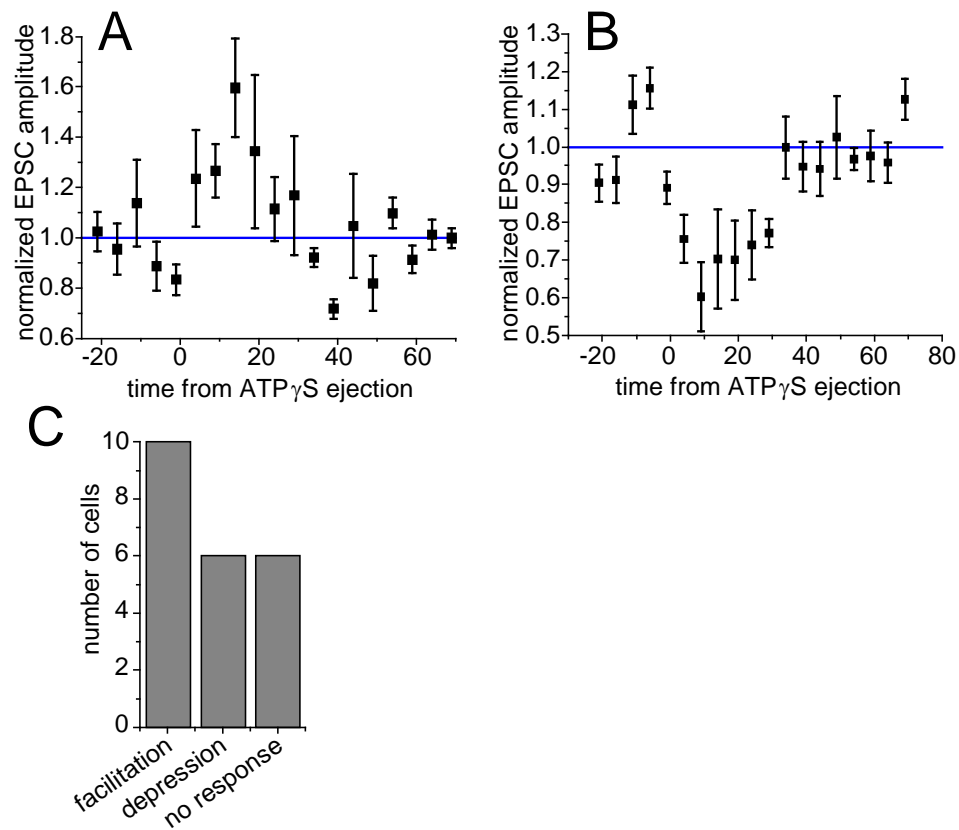 A
normalized EPSC amplitude
1.8
1.6
1.4
1.2
1.0
0.8
0.6
-20 0 20 40 60
time from ATPγS ejection
B
normalized EPSC amplitude
1.3
1.2
1.1
1.0
0.9
0.8
0.7
0.6
0.5
-20 0 20 40 60 80
time from ATPγS ejection
C
number of cells
10
8
6
4
2
0
facilitation
depression
no response